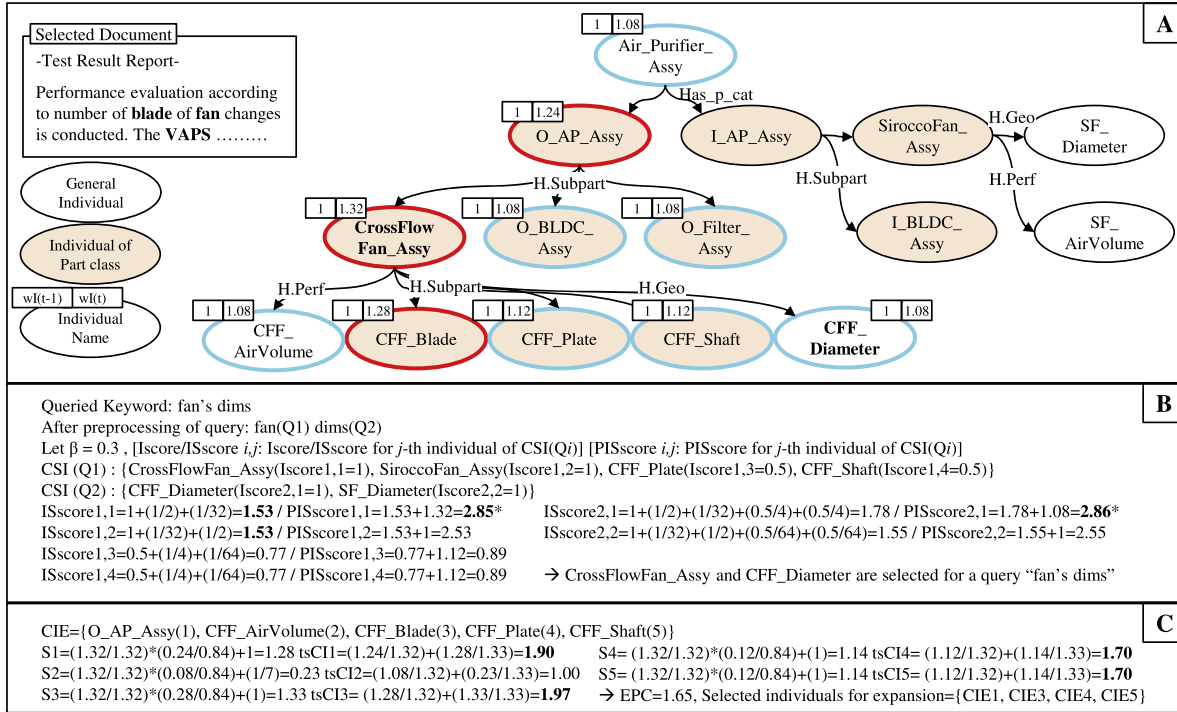 A
Selected Document
-Test Result Report-
Performance evaluation according
to number of blade of fan changes
is conducted. The VAPS ………
General
Individual
Individual of
Part class
wI(t-1) wI(t)
Individual
Name
1 1.08
Air_Purifier_
Assy
Has_p_cat
1 1.24
O_AP_Assy
I_AP_Assy
SiroccoFan_
Assy
H.Geo
SF_
Diameter
H.Subpart
H.Subpart
H.Perf
1 1.32
CrossFlow
Fan_Assy
1 1.08
O_BLDC_
Assy
1 1.08
O_Filter_
Assy
I_BLDC_
Assy
SF_
AirVolume
H.Perf
H.Subpart
H.Geo
1 1.08
CFF_
AirVolume
1 1.28
CFF_Blade
1 1.12
CFF_Plate
1 1.12
CFF_Shaft
1 1.08
CFF_
Diameter
B
Queried Keyword: fan's dims
After preprocessing of query: fan(Q1) dims(Q2)
Let β = 0.3 , [Iscore/ISscore i,j: Iscore/ISscore for j-th individual of CSI(Qi)] [PISscore i,j: PISscore for j-th individual of CSI(Qi)]
CSI (Q1) : {CrossFlowFan_Assy(Iscore1,1=1), SiroccoFan_Assy(Iscore1,2=1), CFF_Plate(Iscore1,3=0.5), CFF_Shaft(Iscore1,4=0.5)}
CSI (Q2) : {CFF_Diameter(Iscore2,1=1), SF_Diameter(Iscore2,2=1)}
ISscore1,1=1+(1/2)+(1/32)=1.53 / PISscore1,1=1.53+1.32=2.85* ISscore2,1=1+(1/2)+(1/32)+(0.5/4)+(0.5/4)=1.78 / PISscore2,1=1.78+1.08=2.86*
ISscore1,2=1+(1/32)+(1/2)=1.53 / PISscore1,2=1.53+1=2.53 ISscore2,2=1+(1/32)+(1/2)+(0.5/64)+(0.5/64)=1.55 / PISscore2,2=1.55+1=2.55
ISscore1,3=0.5+(1/4)+(1/64)=0.77 / PISscore1,3=0.77+1.12=0.89
ISscore1,4=0.5+(1/4)+(1/64)=0.77 / PISscore1,4=0.77+1.12=0.89 → CrossFlowFan_Assy and CFF_Diameter are selected for a query “fan's dims”
C
CIE={O_AP_Assy(1), CFF_AirVolume(2), CFF_Blade(3), CFF_Plate(4), CFF_Shaft(5)}
S1=(1.32/1.32)*(0.24/0.84)+1=1.28 tsCI1=(1.24/1.32)+(1.28/1.33)=1.90 S4= (1.32/1.32)*(0.12/0.84)+(1)=1.14 tsCI4= (1.12/1.32)+(1.14/1.33)=1.70
S2=(1.32/1.32)*(0.08/0.84)+(1/7)=0.23 tsCI2=(1.08/1.32)+(0.23/1.33)=1.00 S5= (1.32/1.32)*(0.12/0.84)+(1)=1.14 tsCI5= (1.12/1.32)+(1.14/1.33)=1.70
S3=(1.32/1.32)*(0.28/0.84)+(1)=1.33 tsCI3= (1.28/1.32)+(1.33/1.33)=1.97 → EPC=1.65, Selected individuals for expansion={CIE1, CIE3, CIE4, CIE5}